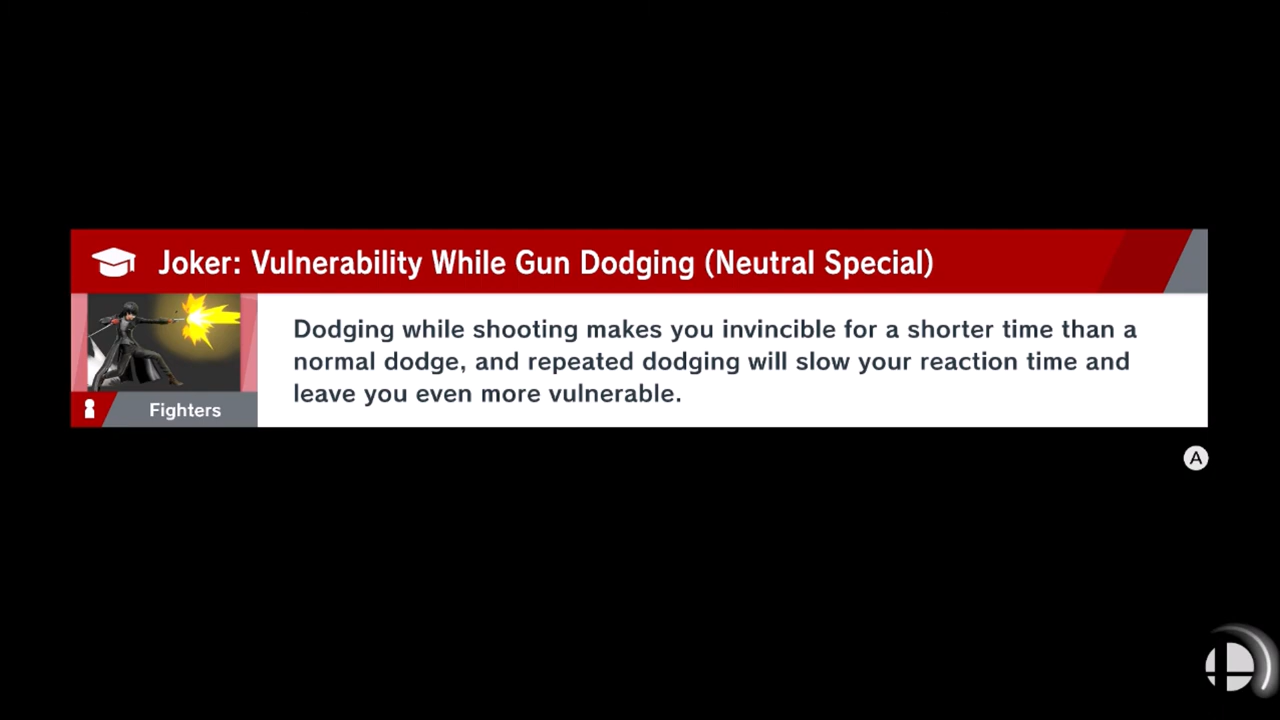 Joker: Vulnerability While Gun Dodging (Neutral Special)
Dodging while shooting makes you invincible for a shorter time than a
normal dodge, and repeated dodging will slow your reaction time and
leave you even more vulnerable.
Fighters
A